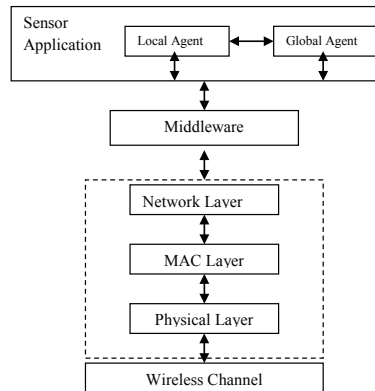 Sensor
Application
Local Agent
Global Agent
Middleware
Network Layer
MAC Layer
Physical Layer
Wireless Channel